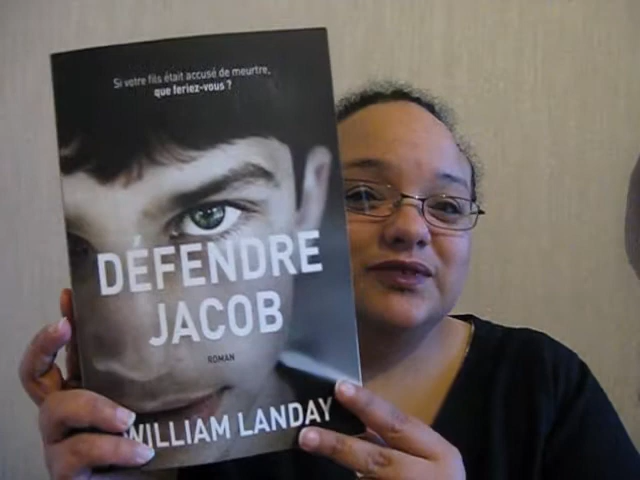 Si votre fils était accusé de meurtre,
que feriez-vous ?
DÉFENDRE
JACOB
ROMAN
WILLIAM LANDAY